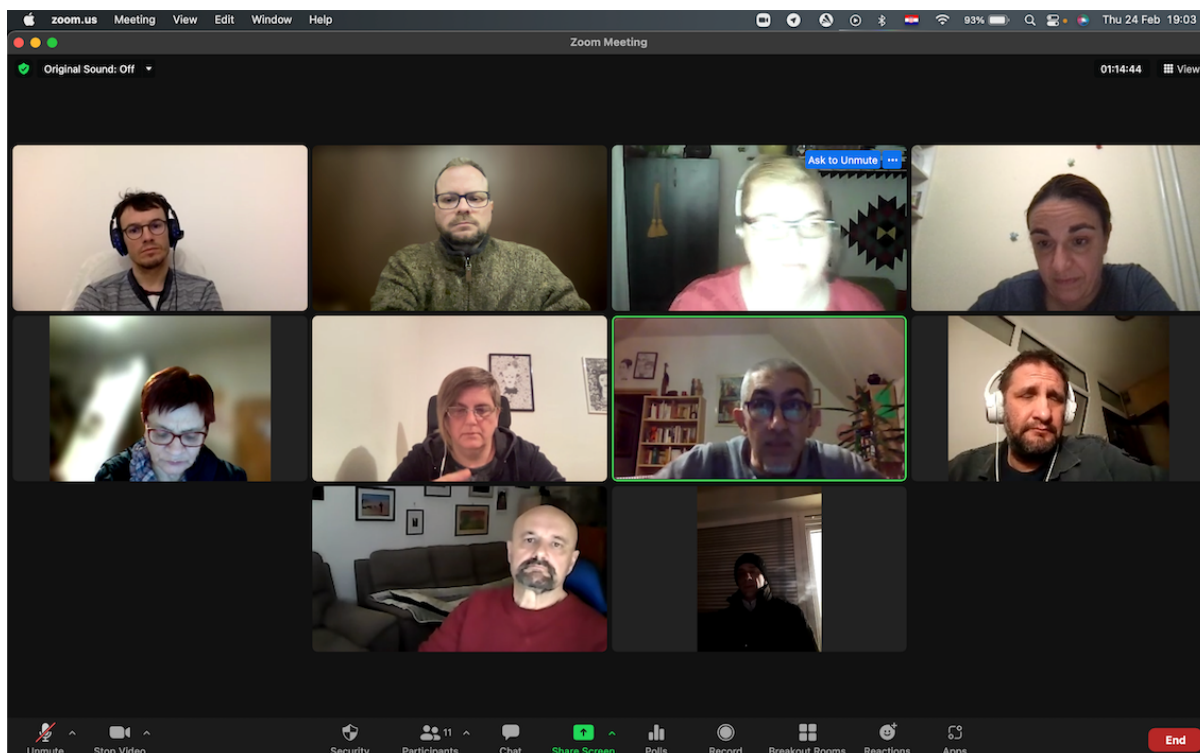 zoom.us Meeting View Edit Window Help 93% Thu 24 Feb 19:03
Zoom Meeting
Original Sound: Off 01:14:44 View
Ask to Unmute
11
Unmute Stop Video Security Participants Chat Share Screen Polls Record Breakout Rooms Reactions Apps End